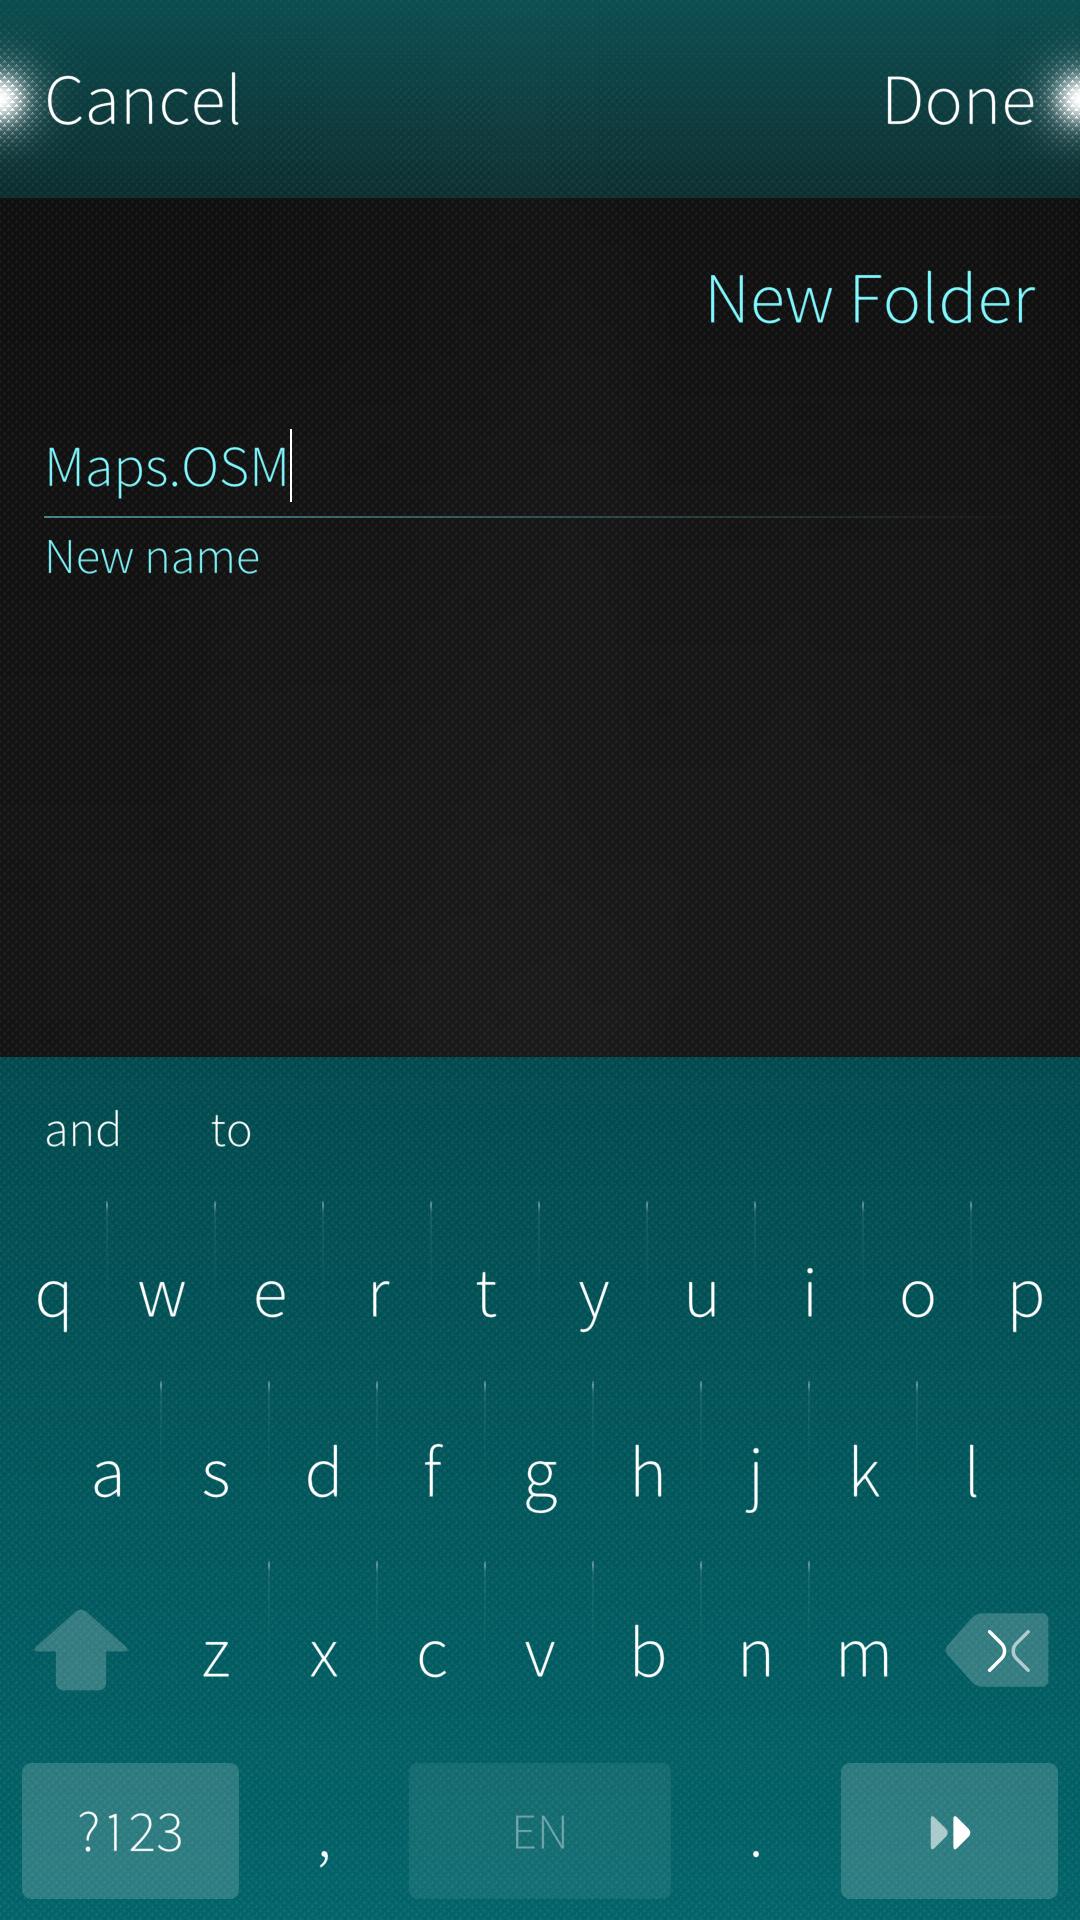 Cancel Done
New Folder
Maps.OSM
New name
and to
q w e r t y u i o p
a s d f g h j k l
z x c v b n m
?123 , EN .